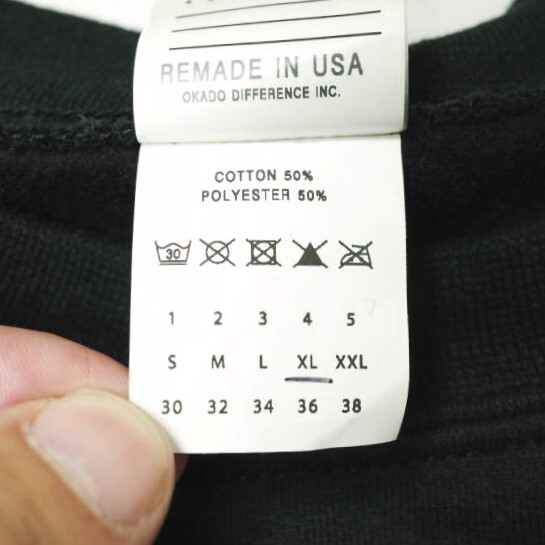 REMADE IN USA
OKADO DIFFERENCE INC.
COTTON 50%
POLYESTER 50%
30
1 2 3 4 5
S M L XL XXL
30 32 34 36 38